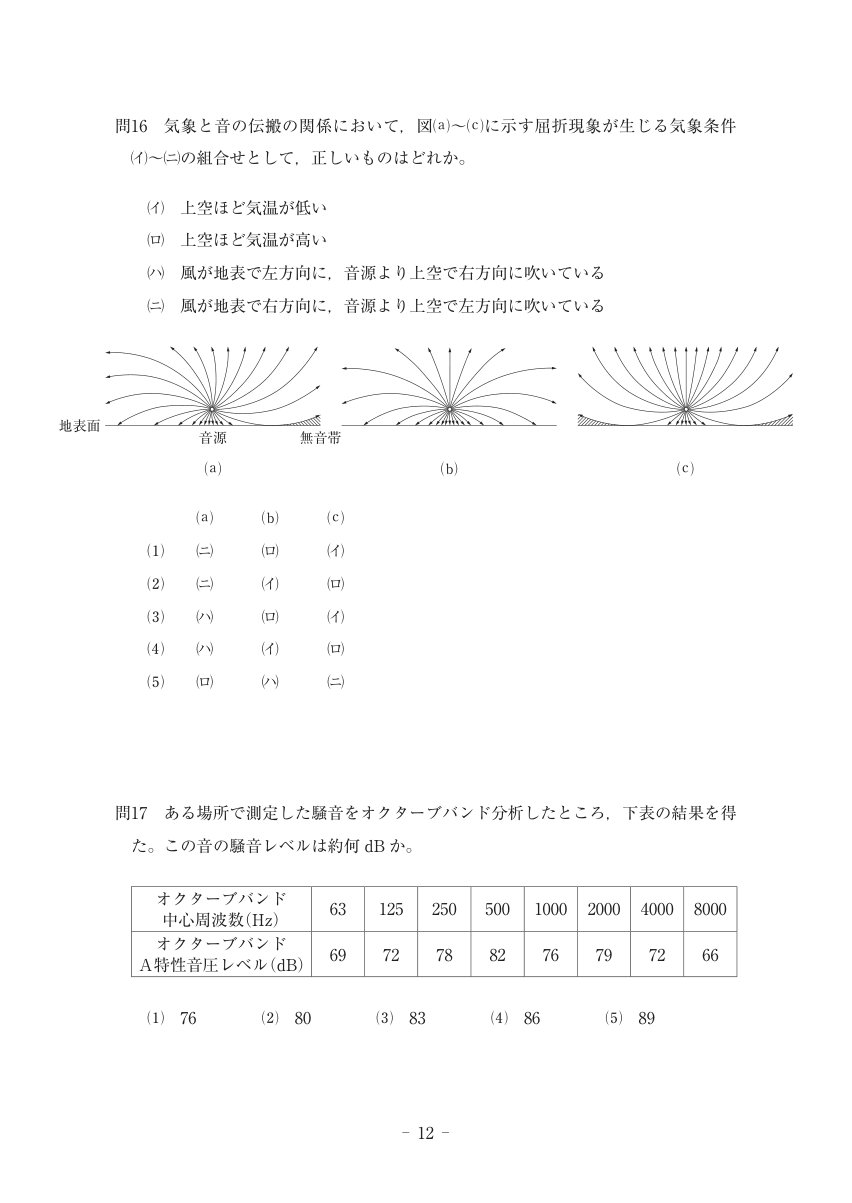 問16　気象と音の伝搬の関係において，図(a)～(c)に示す屈折現象が生じる気象条件
(イ)～(ニ)の組合せとして，正しいものはどれか。
(イ)　上空ほど気温が低い
(ロ)　上空ほど気温が高い
(ハ)　風が地表で左方向に，音源より上空で右方向に吹いている
(ニ)　風が地表で右方向に，音源より上空で左方向に吹いている
地表面
音源　無音帯
(a)　(b)　(c)
(a)　(b)　(c)
(1)　(ニ)　(ロ)　(イ)
(2)　(ニ)　(イ)　(ロ)
(3)　(ハ)　(ロ)　(イ)
(4)　(ハ)　(イ)　(ロ)
(5)　(ロ)　(ハ)　(ニ)
問17　ある場所で測定した騒音をオクターブバンド分析したところ，下表の結果を得
た。この音の騒音レベルは約何 dB か。
オクターブバンド
中心周波数(Hz)　63　125　250　500　1000　2000　4000　8000
オクターブバンド
A特性音圧レベル(dB)　69　72　78　82　76　79　72　66
(1)　76　(2)　80　(3)　83　(4)　86　(5)　89
－ 12 －